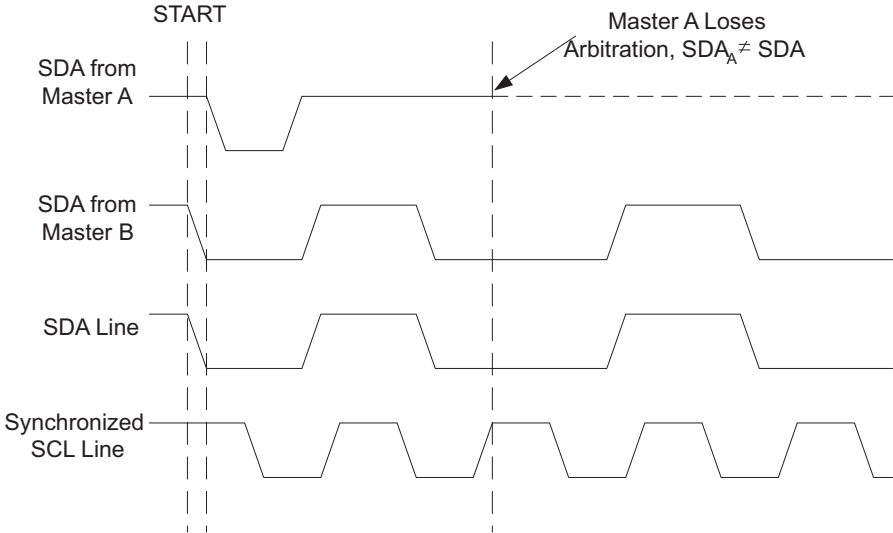 START
Master A Loses
Arbitration, SDA_A ≠ SDA
SDA from
Master A
SDA from
Master B
SDA Line
Synchronized
SCL Line